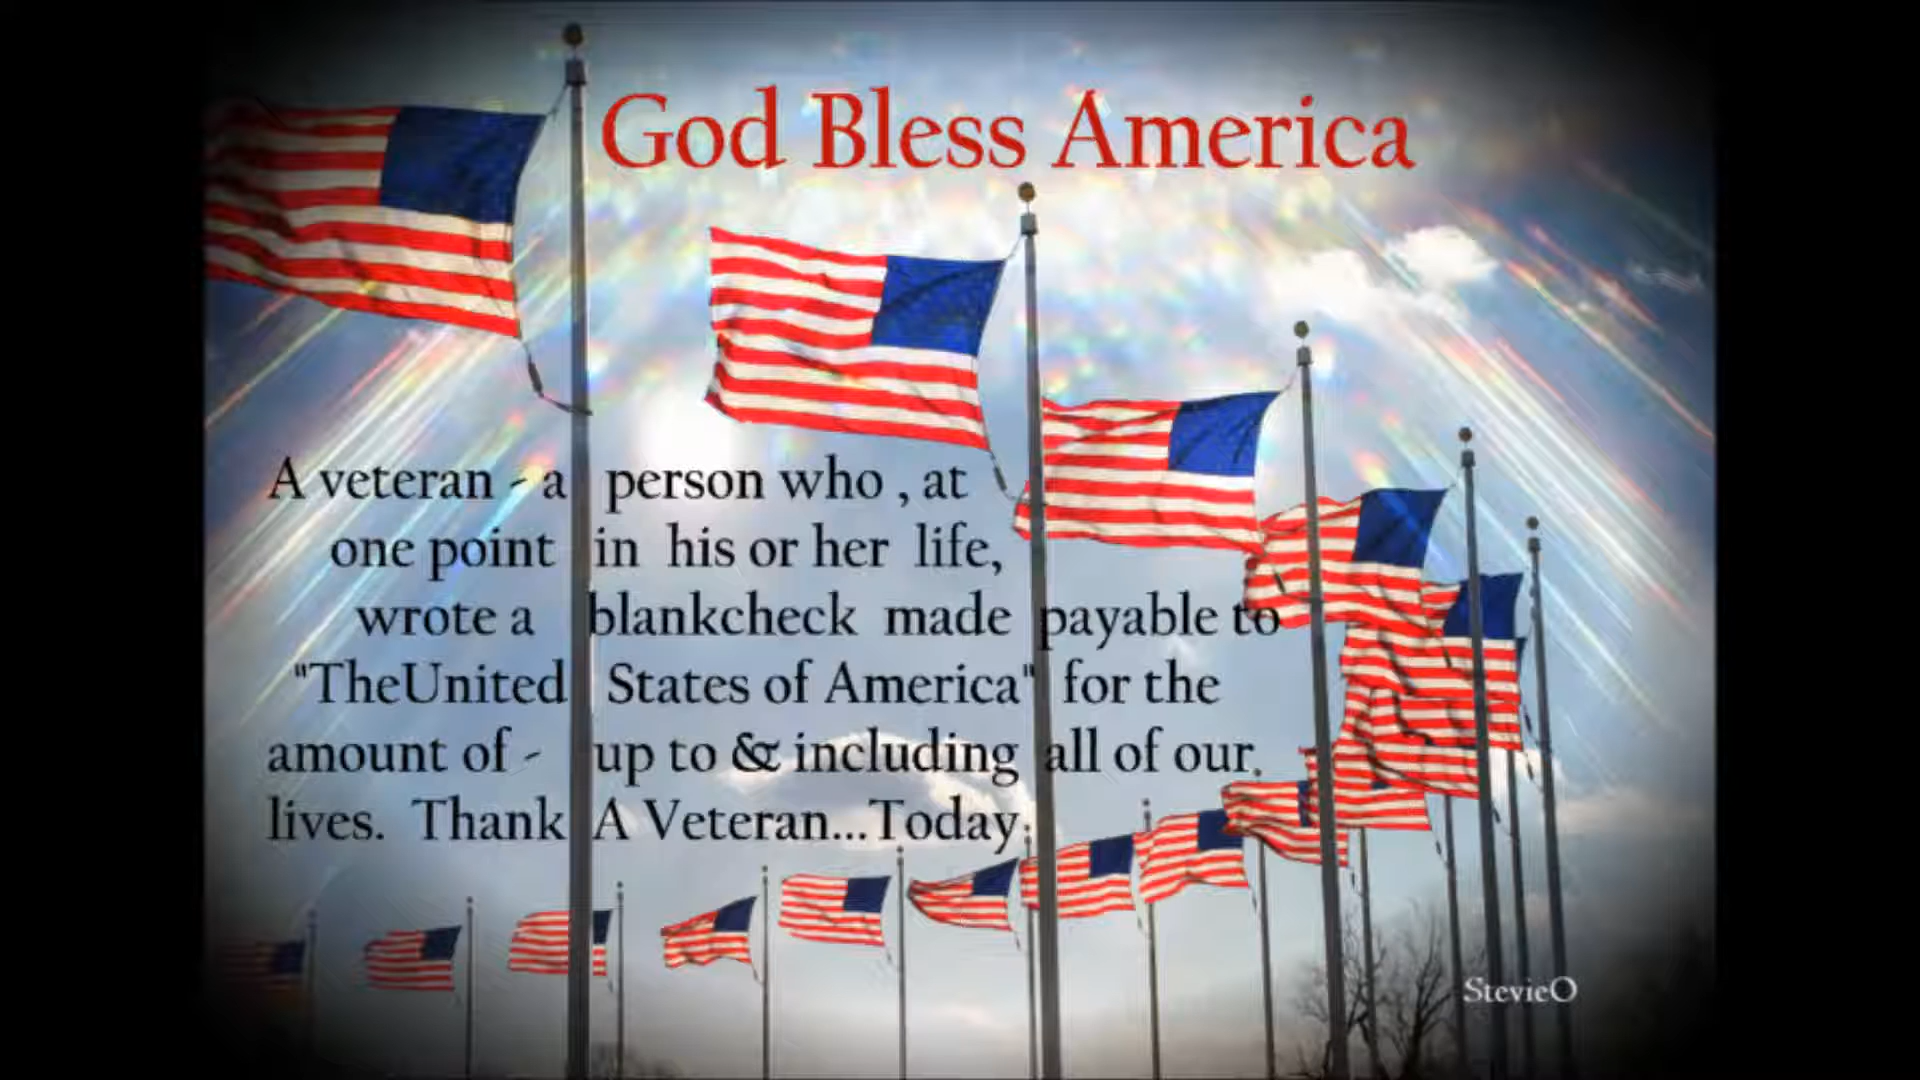 God Bless America
A veteran - a person who , at
one point in his or her life,
wrote a blankcheck made payable to
"TheUnited States of America" for the
amount of - up to & including all of our
lives. Thank A Veteran...Today.
StevieO